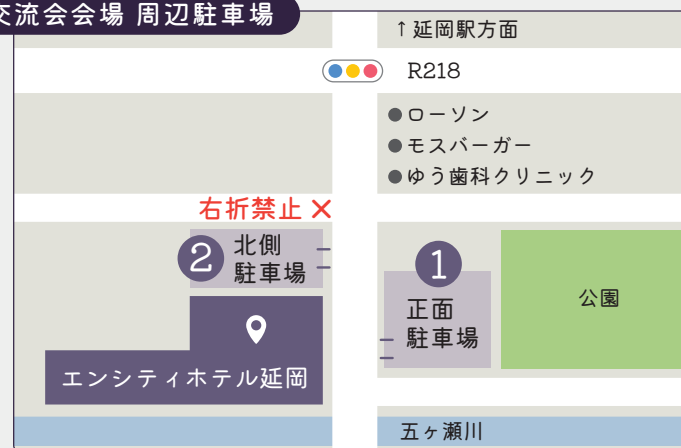 交流会会場 周辺駐車場
↑延岡駅方面
R218
●ローソン
●モスバーガー
●ゆう歯科クリニック
右折禁止 ×
2
北側
駐車場
1
正面
駐車場
公園
エンシティホテル延岡
五ヶ瀬川